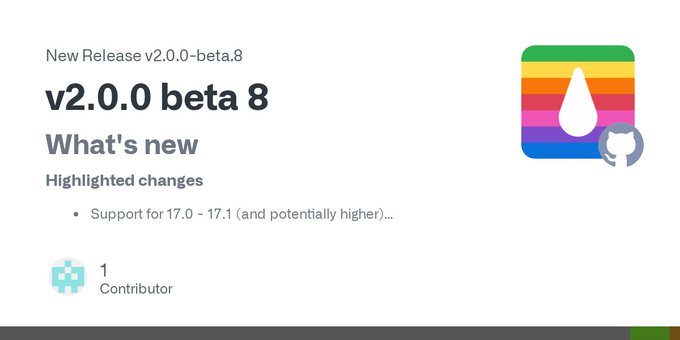 New Release v2.0.0-beta.8
v2.0.0 beta 8
What's new
Highlighted changes
• Support for 17.0 - 17.1 (and potentially higher)...
1
Contributor